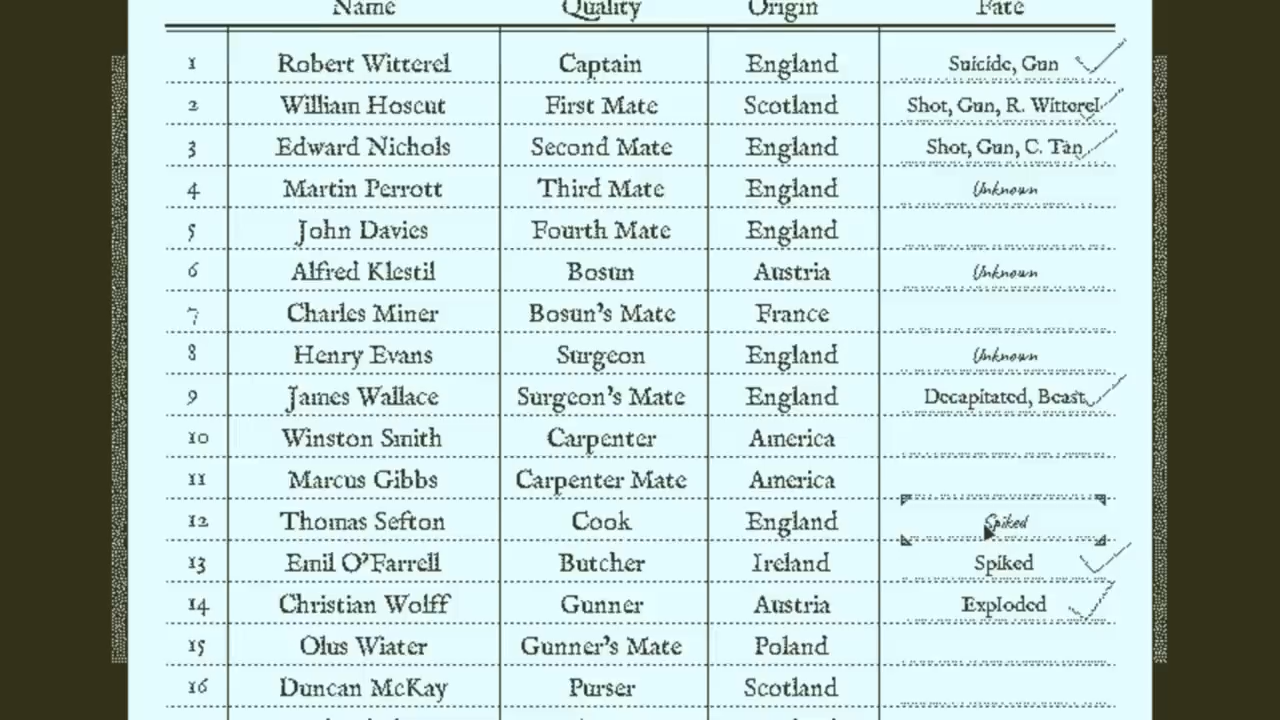 Name Quality Origin Fate
1 Robert Witterel Captain England Suicide, Gun
2 William Hoscut First Mate Scotland Shot, Gun, R. Witterel
3 Edward Nichols Second Mate England Shot, Gun, C. Tan
4 Martin Perrott Third Mate England Unknown
5 John Davies Fourth Mate England
6 Alfred Klestil Bosun Austria Unknown
7 Charles Miner Bosun's Mate France
8 Henry Evans Surgeon England Unknown
9 James Wallace Surgeon's Mate England Decapitated, Beast
10 Winston Smith Carpenter America
11 Marcus Gibbs Carpenter Mate America
12 Thomas Sefton Cook England Spiked
13 Emil O'Farrell Butcher Ireland Spiked
14 Christian Wolff Gunner Austria Exploded
15 Olus Wiater Gunner's Mate Poland
16 Duncan McKay Purser Scotland